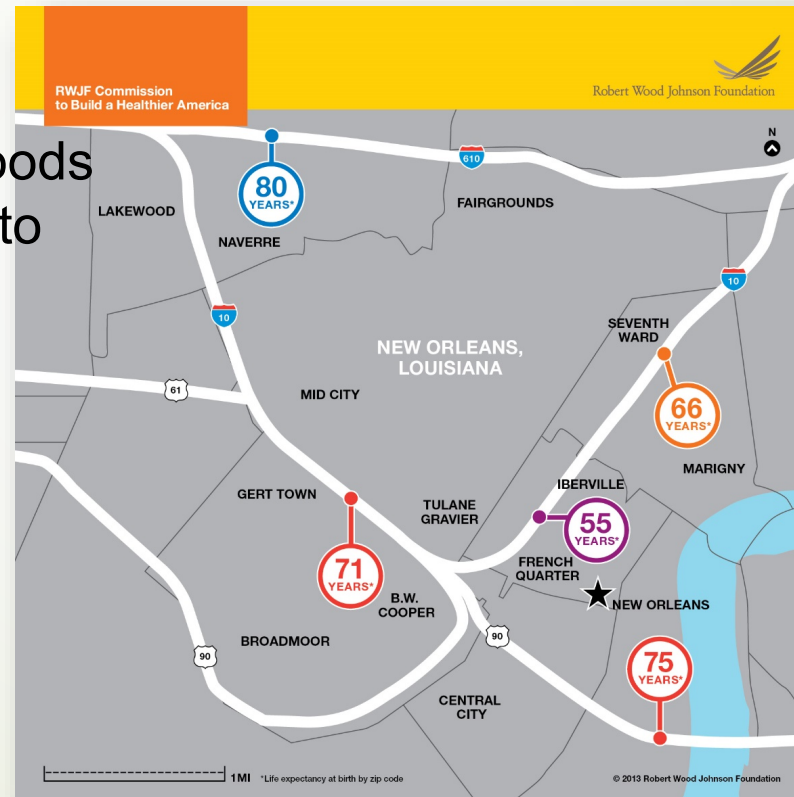 RWJF Commission
to Build a Healthier America
Robert Wood Johnson Foundation
N
to
610
80
YEARS*
LAKEWOOD
FAIRGROUNDS
NAVERRE
10
10
SEVENTH
WARD
NEW ORLEANS,
LOUISIANA
61
MID CITY
66
YEARS*
MARIGNY
IBERVILLE
GERT TOWN
TULANE
GRAVIER
55
YEARS*
FRENCH
QUARTER
71
YEARS*
B.W.
COOPER
NEW ORLEANS
90
BROADMOOR
90
75
YEARS*
CENTRAL
CITY
1MI
*Life expectancy at birth by zip code
© 2013 Robert Wood Johnson Foundation